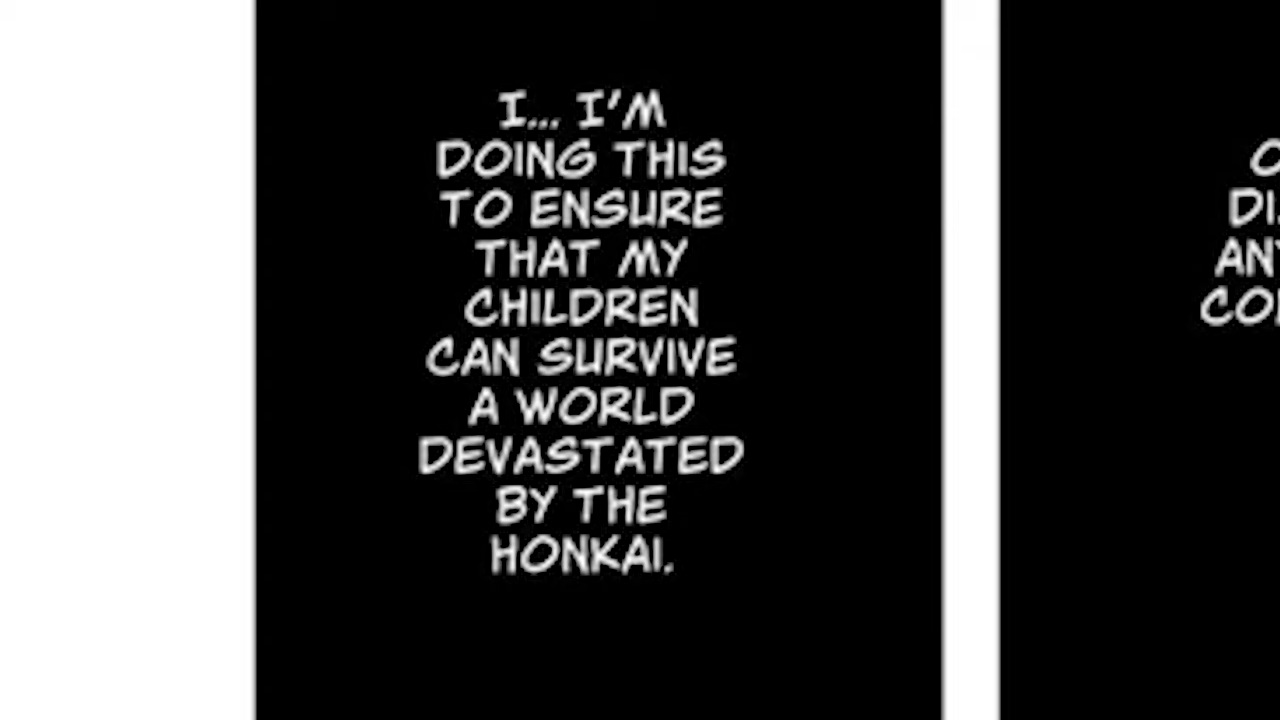 I... I'M
DOING THIS
TO ENSURE
THAT MY
CHILDREN
CAN SURVIVE
A WORLD
DEVASTATED
BY THE
HONKAI.